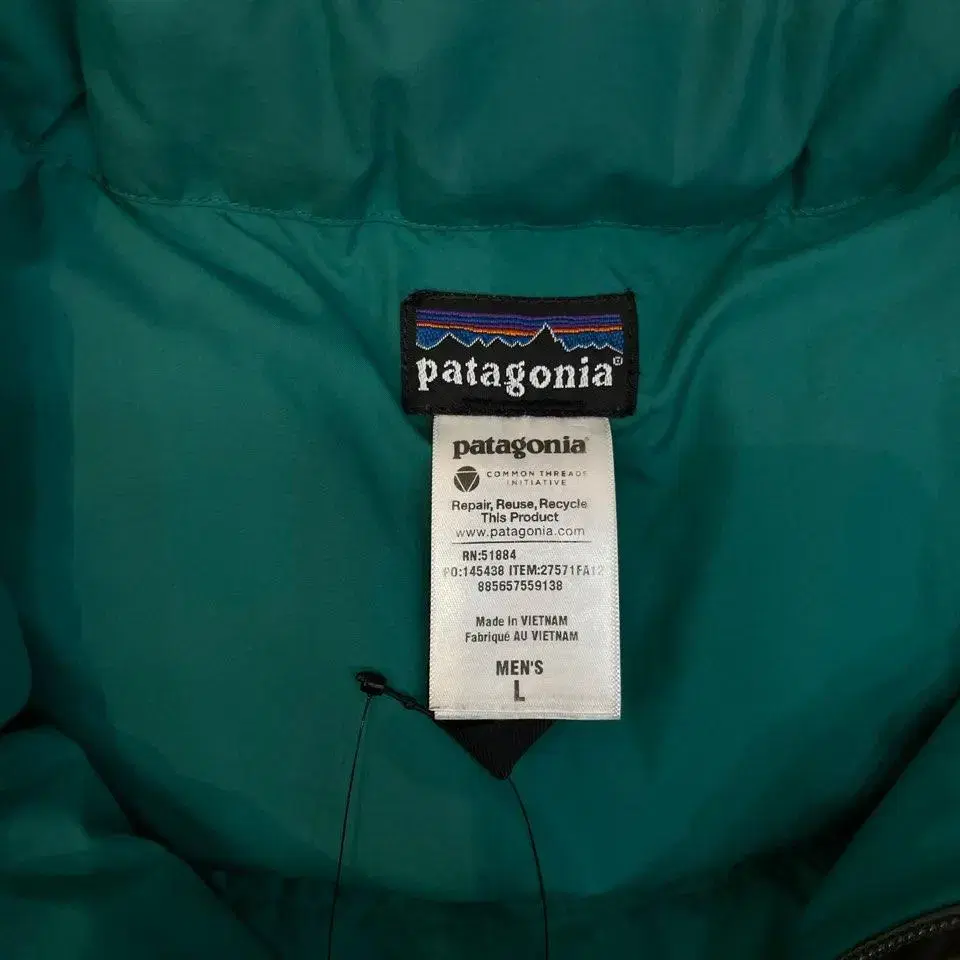 patagonia®
patagonia®
COMMON THREADS
INITIATIVE
Repair, Reuse, Recycle
This Product
www.patagonia.com
RN:51884
PO:145438 ITEM:27571FA12
885657559138
Made in VIETNAM
Fabriqué AU VIETNAM
MEN'S
L